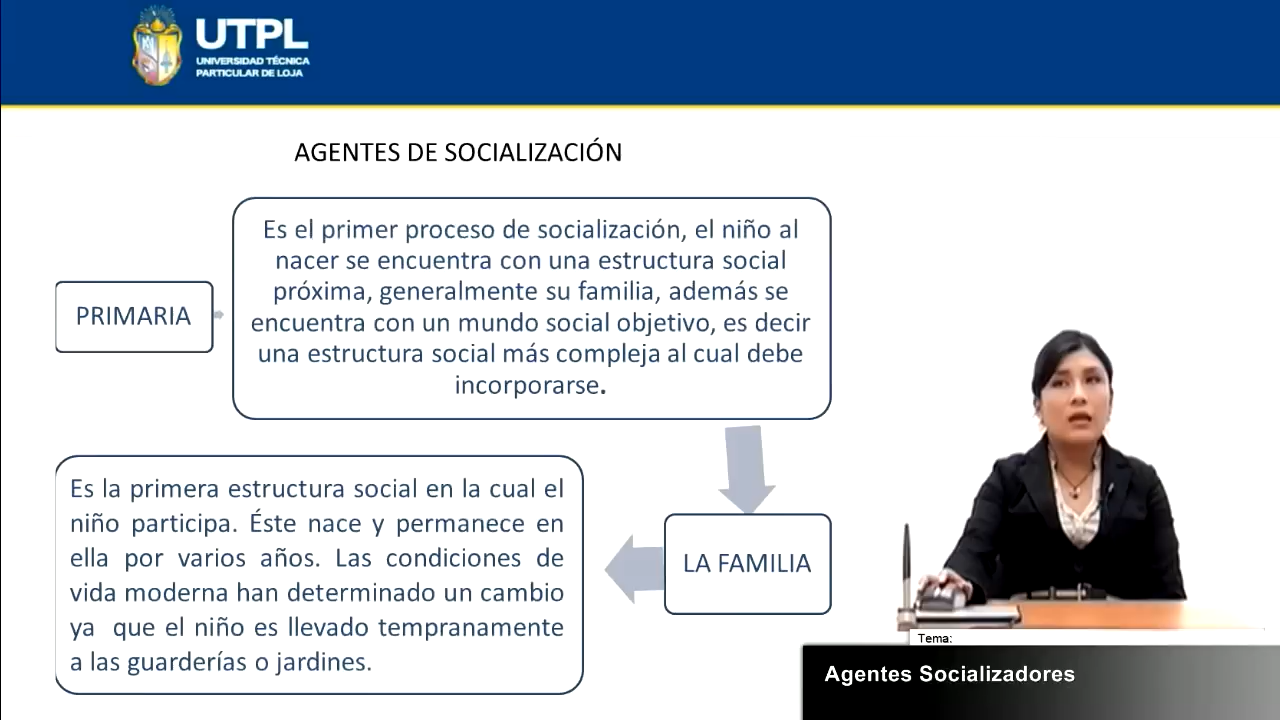 UTPL
UNIVERSIDAD TÉCNICA
PARTICULAR DE LOJA
AGENTES DE SOCIALIZACIÓN
PRIMARIA
Es el primer proceso de socialización, el niño al
nacer se encuentra con una estructura social
próxima, generalmente su familia, además se
encuentra con un mundo social objetivo, es decir
una estructura social más compleja al cual debe
incorporarse.
LA FAMILIA
Es la primera estructura social en la cual el
niño participa. Éste nace y permanece en
ella por varios años. Las condiciones de
vida moderna han determinado un cambio
ya que el niño es llevado tempranamente
a las guarderías o jardines.
Tema:
Agentes Socializadores